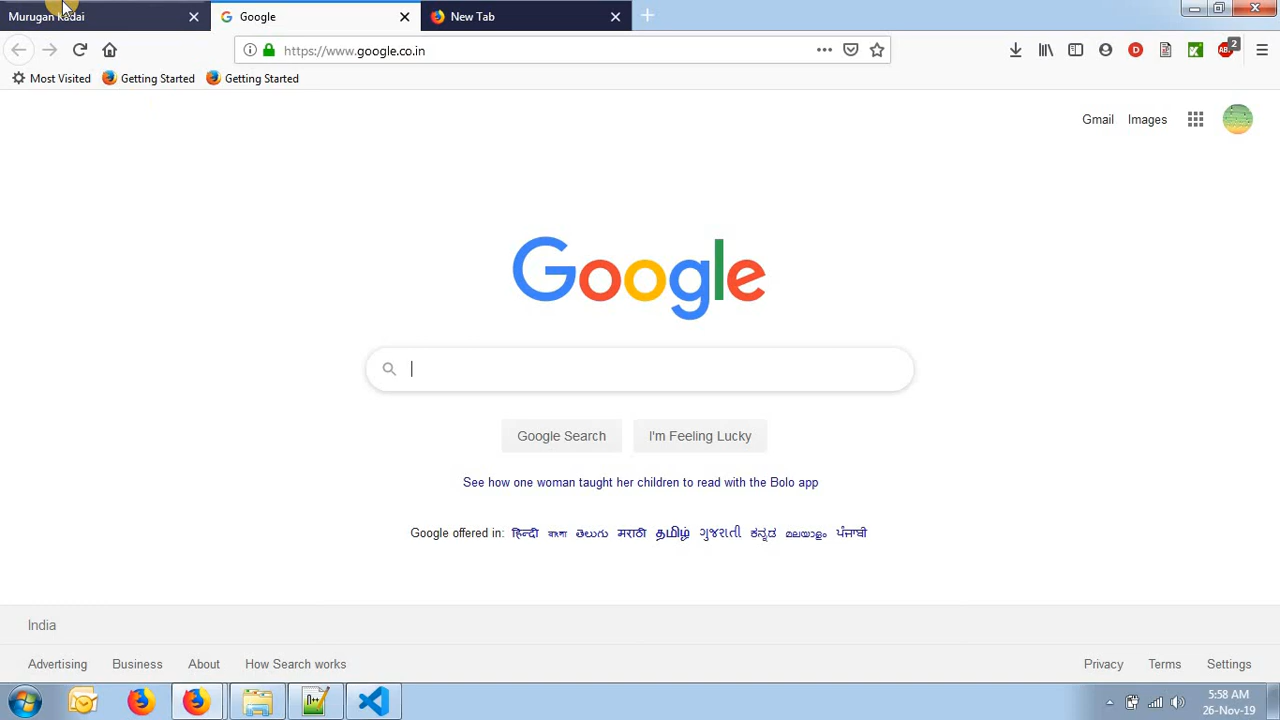 Murugan Kadai
Google
New Tab
https://www.google.co.in
2
Most Visited
Getting Started
Getting Started
Gmail
Images
Google
Google Search
I'm Feeling Lucky
See how one woman taught her children to read with the Bolo app
Google offered in: हिन्दी বাংলা తెలుగు मराठी தமிழ் ગુજરાતી ಕನ್ನಡ മലയാളം ਪੰਜਾਬੀ
India
Advertising Business About How Search works
Privacy Terms Settings
5:58 AM
26-Nov-19